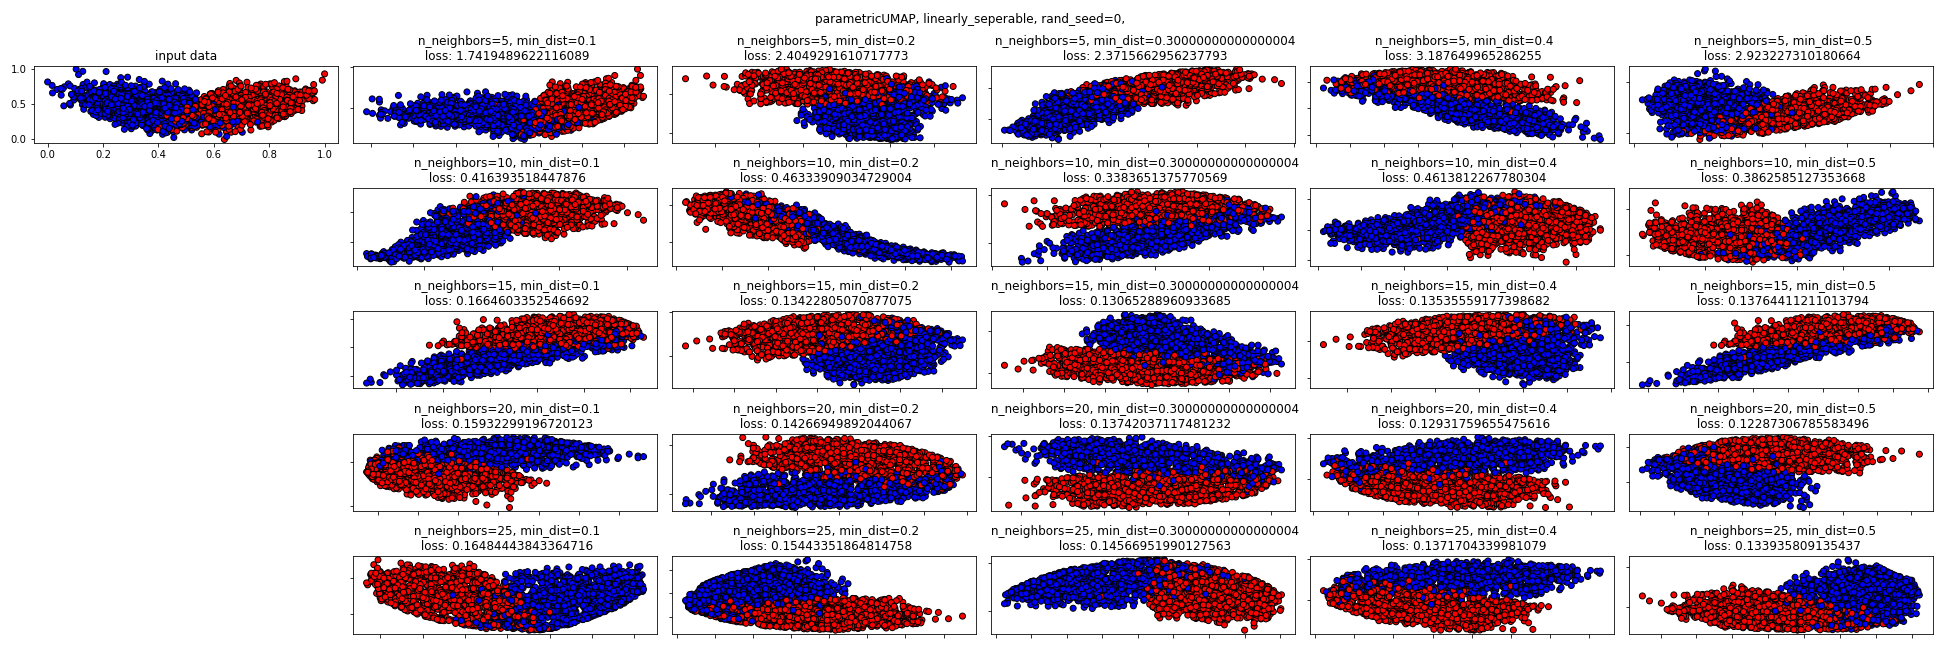 parametricUMAP, linearly_seperable, rand_seed=0,
input data
1.0
0.5
0.0
0.0
0.2
0.4
0.6
0.8
1.0
n_neighbors=5, min_dist=0.1
loss: 1.7419489622116089
n_neighbors=5, min_dist=0.2
loss: 2.4049291610717773
n_neighbors=5, min_dist=0.30000000000000004
loss: 2.3715662956237793
n_neighbors=5, min_dist=0.4
loss: 3.187649965286255
n_neighbors=5, min_dist=0.5
loss: 2.923227310180664
n_neighbors=10, min_dist=0.1
loss: 0.416393518447876
n_neighbors=10, min_dist=0.2
loss: 0.46333909034729004
n_neighbors=10, min_dist=0.30000000000000004
loss: 0.3383651375770569
n_neighbors=10, min_dist=0.4
loss: 0.4613812267780304
n_neighbors=10, min_dist=0.5
loss: 0.3862585127353668
n_neighbors=15, min_dist=0.1
loss: 0.1664603352546692
n_neighbors=15, min_dist=0.2
loss: 0.13422805070877075
n_neighbors=15, min_dist=0.30000000000000004
loss: 0.13065288960933685
n_neighbors=15, min_dist=0.4
loss: 0.13535559177398682
n_neighbors=15, min_dist=0.5
loss: 0.13764411211013794
n_neighbors=20, min_dist=0.1
loss: 0.15932299196720123
n_neighbors=20, min_dist=0.2
loss: 0.14266949892044067
n_neighbors=20, min_dist=0.30000000000000004
loss: 0.13742037117481232
n_neighbors=20, min_dist=0.4
loss: 0.12931759655475616
n_neighbors=20, min_dist=0.5
loss: 0.12287306785583496
n_neighbors=25, min_dist=0.1
loss: 0.16484443843364716
n_neighbors=25, min_dist=0.2
loss: 0.15443351864814758
n_neighbors=25, min_dist=0.30000000000000004
loss: 0.14566951990127563
n_neighbors=25, min_dist=0.4
loss: 0.1371704339981079
n_neighbors=25, min_dist=0.5
loss: 0.133935809135437